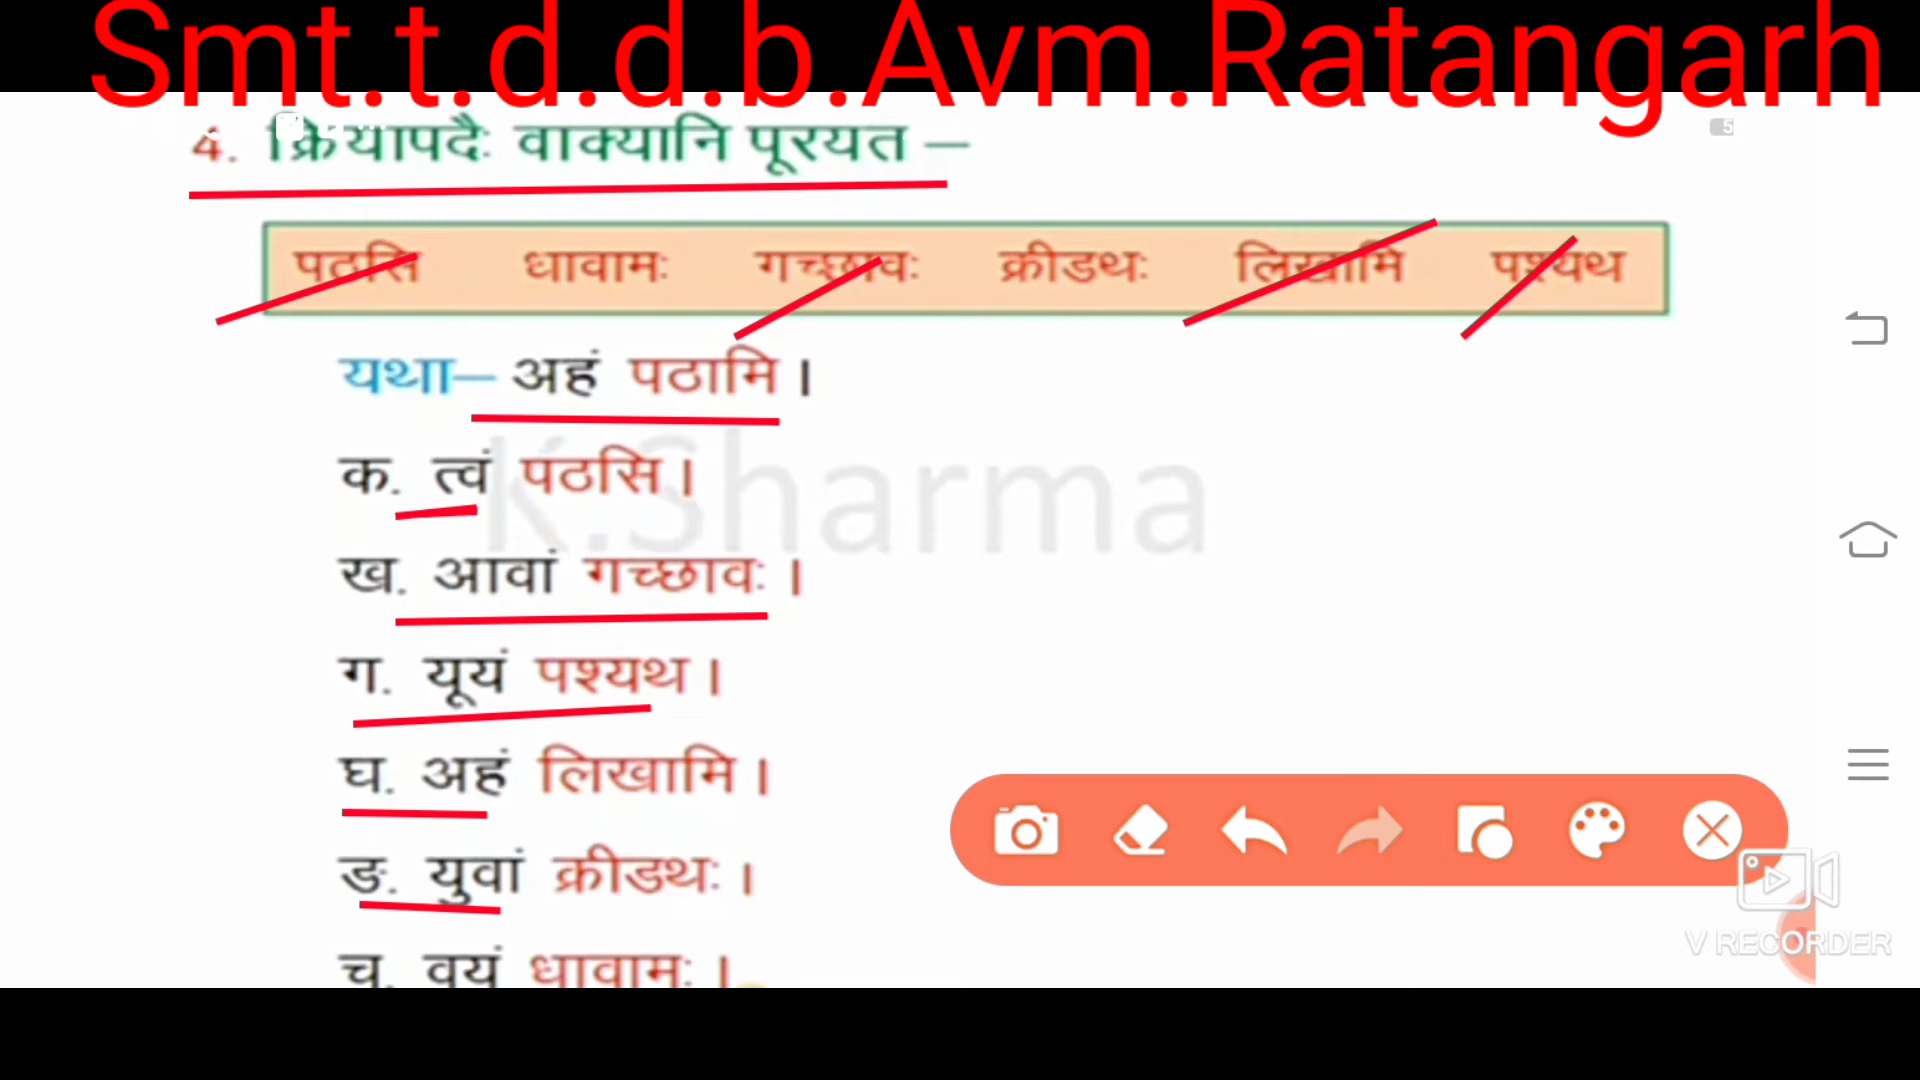 Smt.t.d.d.b.Avm.Ratangarh
4. क्रियापदैः वाक्यानि पूरयत –
पठसि धावामः गच्छावः क्रीडथः लिखामि पश्यथ
यथा– अहं पठामि ।
क. त्वं पठसि ।
K.Sharma
ख. आवां गच्छावः ।
ग. यूयं पश्यथ ।
घ. अहं लिखामि ।
ङ. युवां क्रीडथः ।
च. वयं धावामः ।
V RECORDER